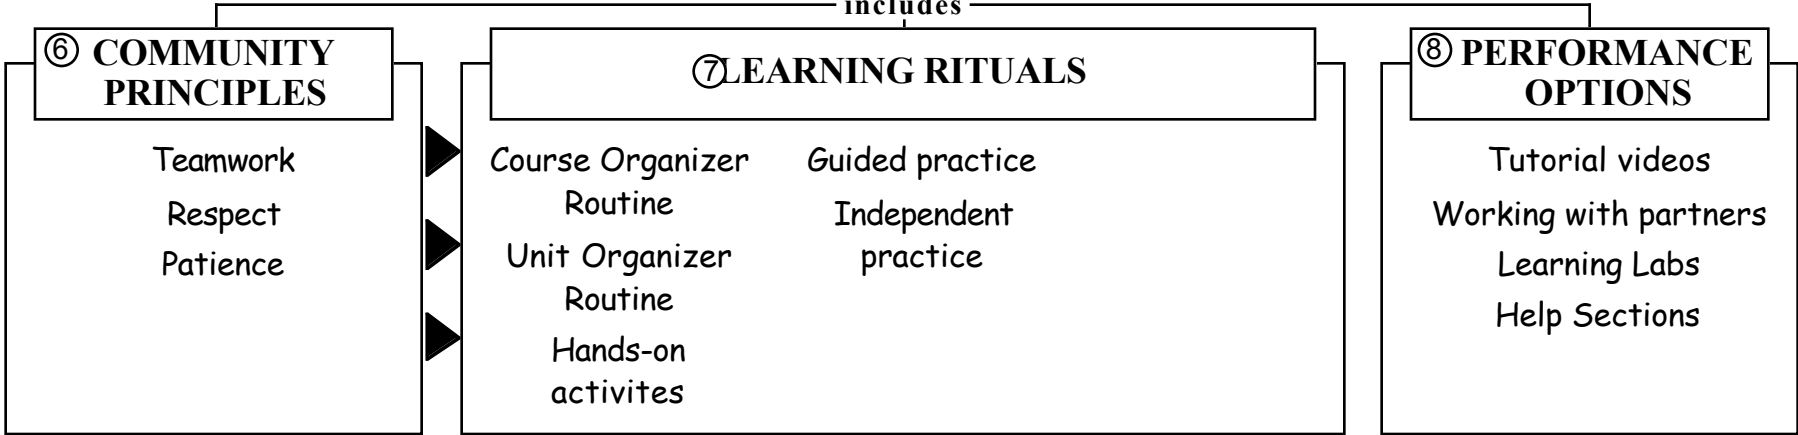 includes
⑥ COMMUNITY
PRINCIPLES
Teamwork
Respect
Patience
⑦LEARNING RITUALS
Course Organizer
Routine
Unit Organizer
Routine
Hands-on
activites
Guided practice
Independent
practice
⑧ PERFORMANCE
OPTIONS
Tutorial videos
Working with partners
Learning Labs
Help Sections